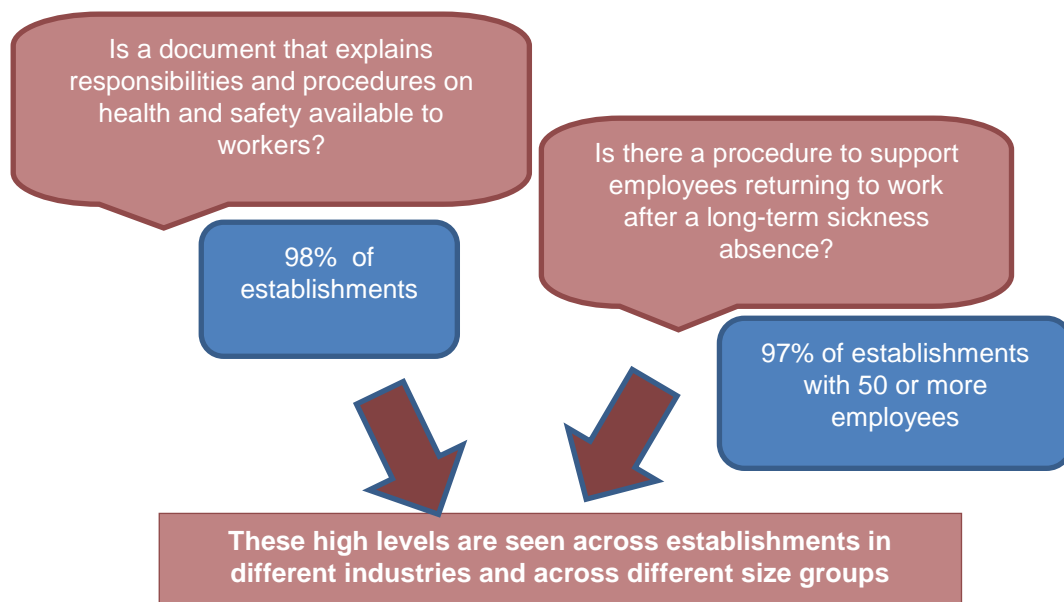 Is a document that explains
responsibilities and procedures on
health and safety available to
workers?
98% of
establishments
Is there a procedure to support
employees returning to work
after a long-term sickness
absence?
97% of establishments
with 50 or more
employees
These high levels are seen across establishments in
different industries and across different size groups